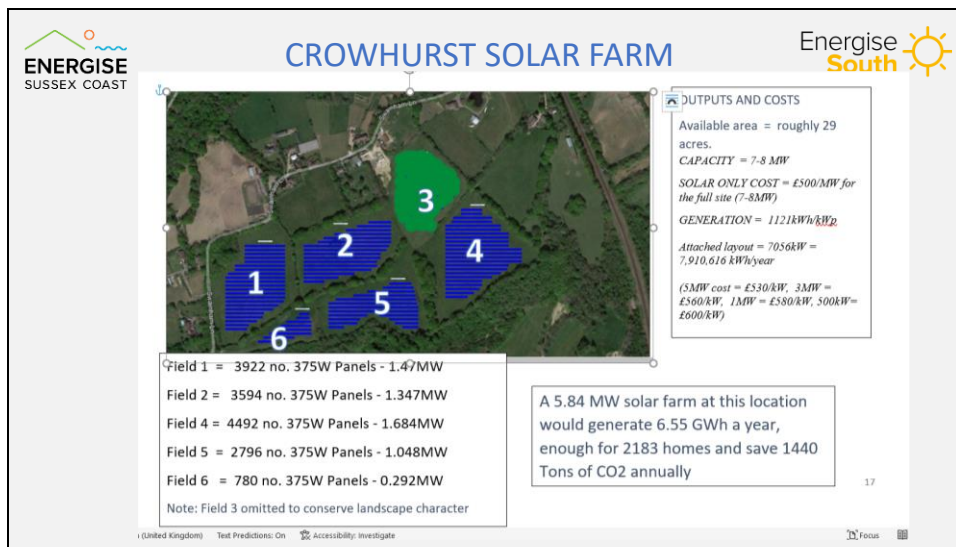 ENERGISE
SUSSEX COAST
CROWHURST SOLAR FARM
Energise
South
1
2
3
4
5
6
OUTPUTS AND COSTS
Available area = roughly 29
acres.
CAPACITY = 7-8 MW
SOLAR ONLY COST = £500/MW for
the full site (7-8MW)
GENERATION = 1121kWh/kWp
Attached layout = 7056kW =
7,910,616 kWh/year
(5MW cost = £530/kW, 3MW =
£560/kW, 1MW = £580/kW, 500kW=
£600/kW)
Field 1 = 3922 no. 375W Panels - 1.47MW
Field 2 = 3594 no. 375W Panels - 1.347MW
Field 4 = 4492 no. 375W Panels - 1.684MW
Field 5 = 2796 no. 375W Panels - 1.048MW
Field 6 = 780 no. 375W Panels - 0.292MW
Note: Field 3 omitted to conserve landscape character
A 5.84 MW solar farm at this location
would generate 6.55 GWh a year,
enough for 2183 homes and save 1440
Tons of CO2 annually
17
(United Kingdom) Text Predictions: On Accessibility: Investigate Focus